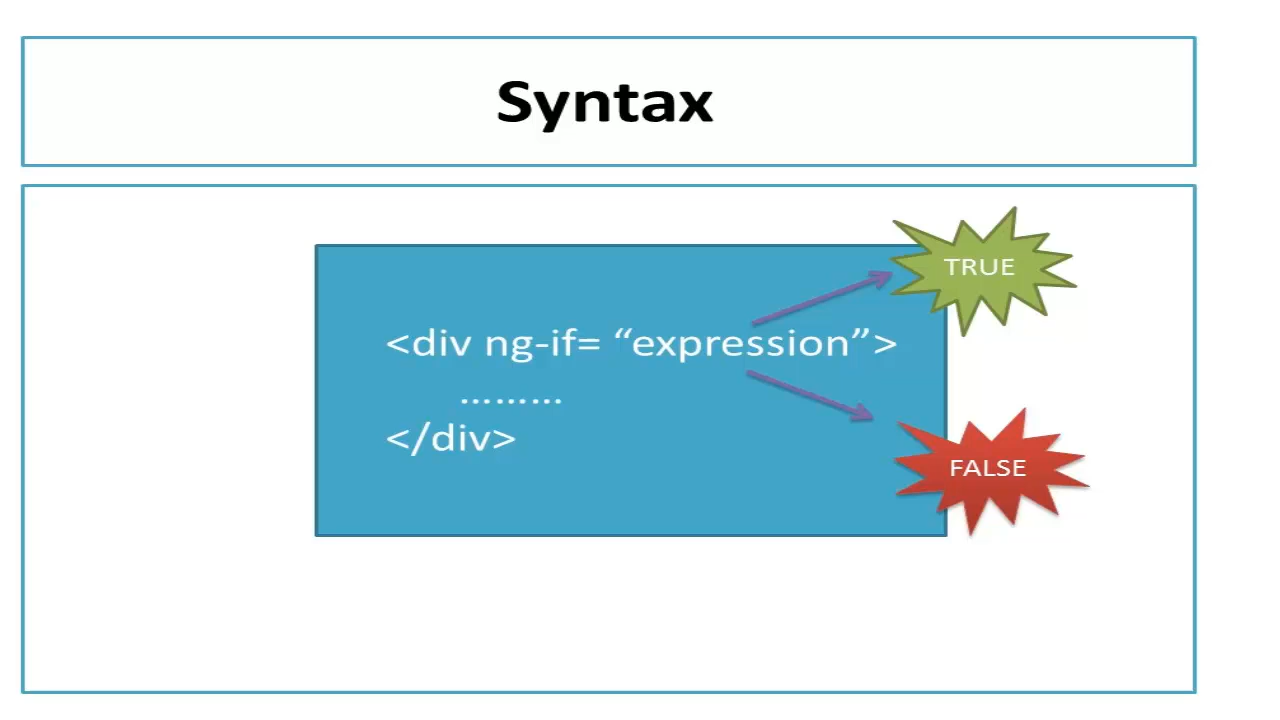 Syntax
TRUE
<div ng-if= “expression”>
.........
</div>
FALSE